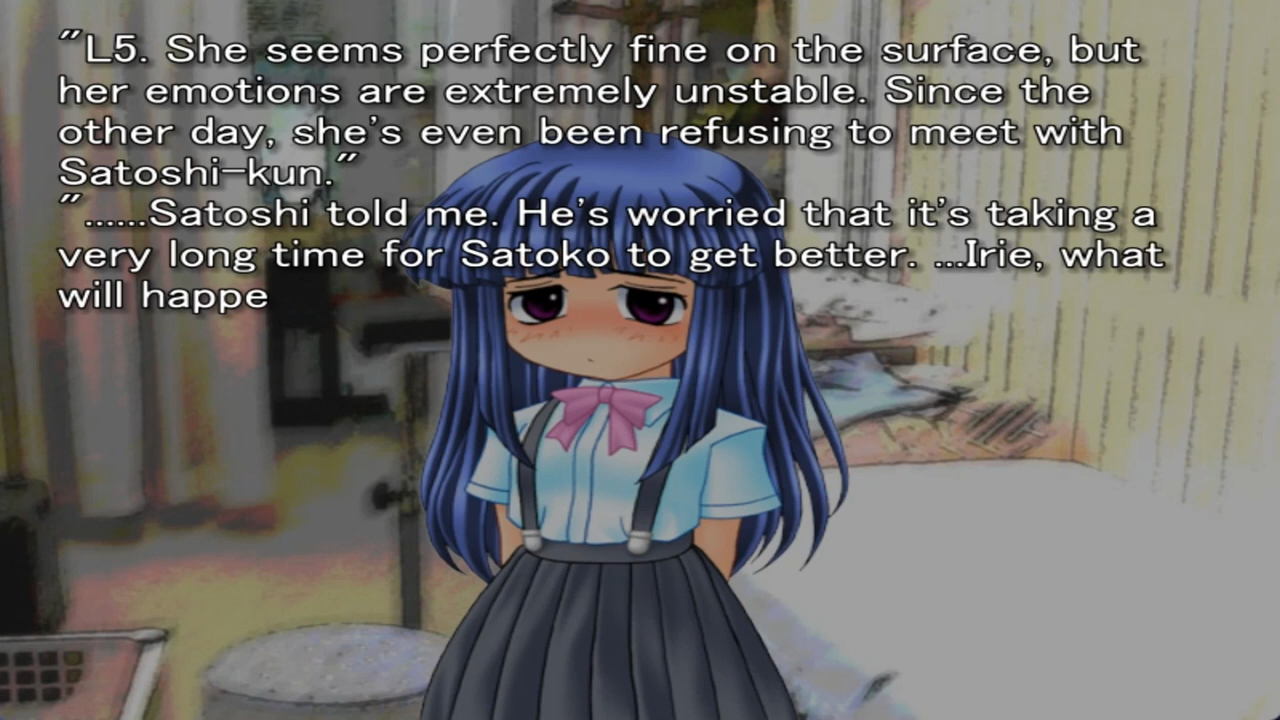 "L5. She seems perfectly fine on the surface, but
her emotions are extremely unstable. Since the
other day, she's even been refusing to meet with
Satoshi-kun."
"......Satoshi told me. He's worried that it's taking a
very long time for Satoko to get better. ...Irie, what
will happe